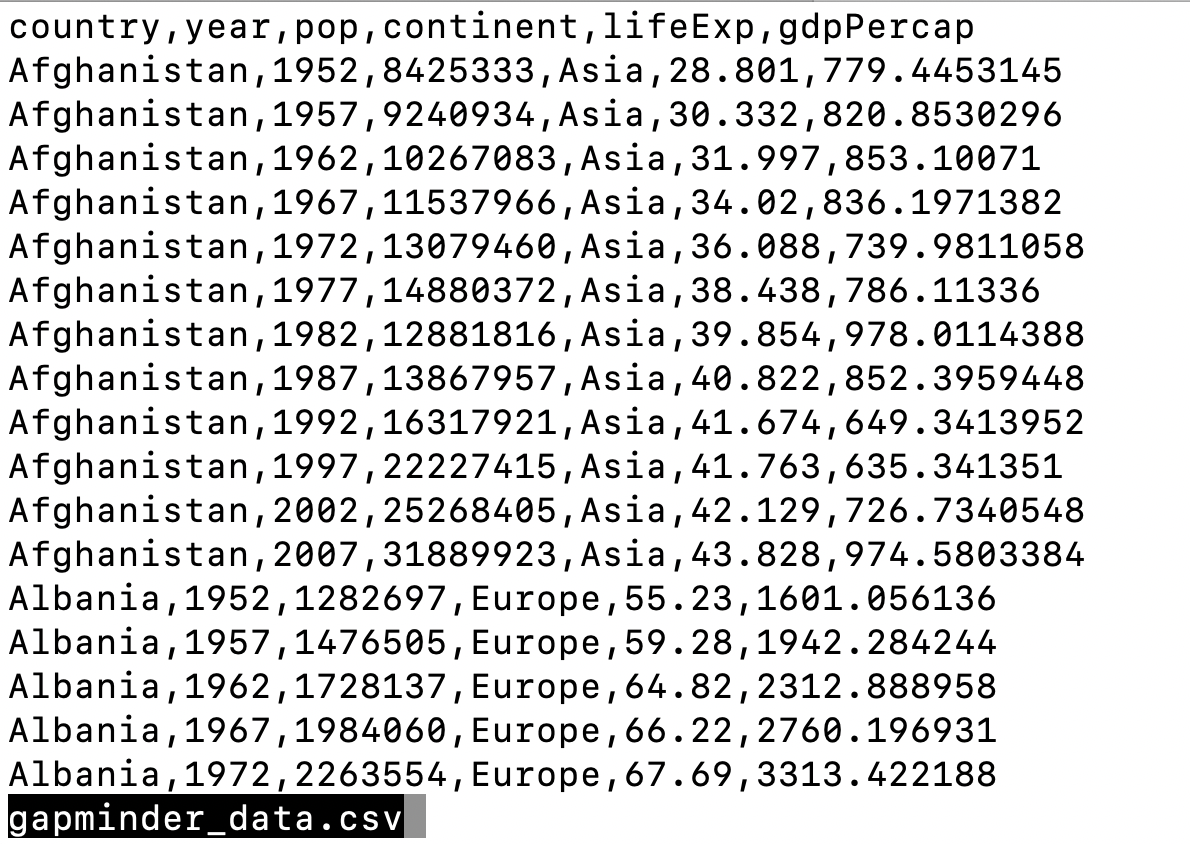 country,year,pop,continent,lifeExp,gdpPercap
Afghanistan,1952,8425333,Asia,28.801,779.4453145
Afghanistan,1957,9240934,Asia,30.332,820.8530296
Afghanistan,1962,10267083,Asia,31.997,853.10071
Afghanistan,1967,11537966,Asia,34.02,836.1971382
Afghanistan,1972,13079460,Asia,36.088,739.9811058
Afghanistan,1977,14880372,Asia,38.438,786.11336
Afghanistan,1982,12881816,Asia,39.854,978.0114388
Afghanistan,1987,13867957,Asia,40.822,852.3959448
Afghanistan,1992,16317921,Asia,41.674,649.3413952
Afghanistan,1997,22227415,Asia,41.763,635.341351
Afghanistan,2002,25268405,Asia,42.129,726.7340548
Afghanistan,2007,31889923,Asia,43.828,974.5803384
Albania,1952,1282697,Europe,55.23,1601.056136
Albania,1957,1476505,Europe,59.28,1942.284244
Albania,1962,1728137,Europe,64.82,2312.888958
Albania,1967,1984060,Europe,66.22,2760.196931
Albania,1972,2263554,Europe,67.69,3313.422188
gapminder_data.csv